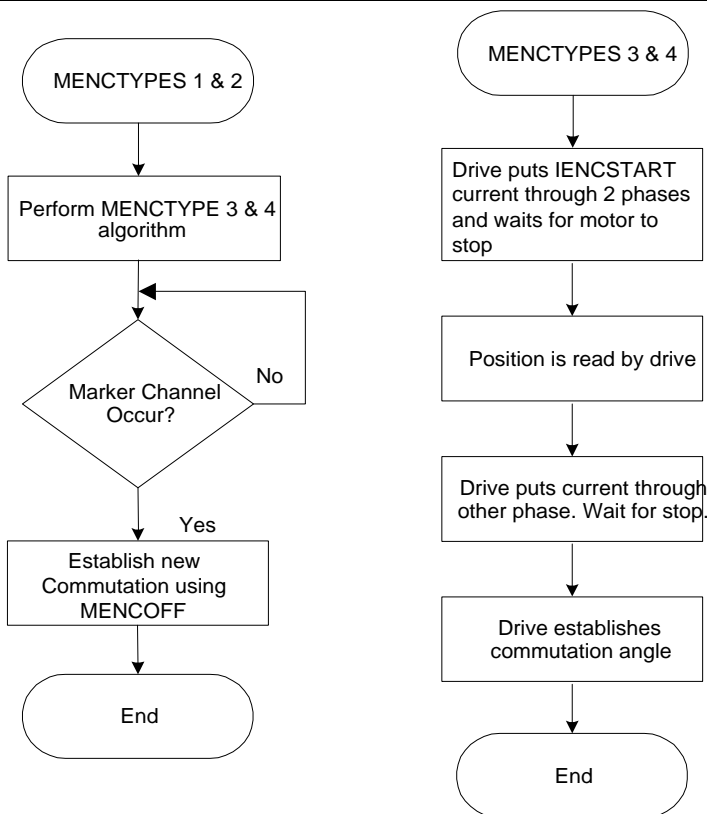 MENCTYPES 1 & 2
Perform MENCTYPE 3 & 4
algorithm
Marker Channel
Occur?
No
Yes
Establish new
Commutation using
MENCOFF
End
MENCTYPES 3 & 4
Drive puts IENCSTART
current through 2 phases
and waits for motor to
stop
Position is read by drive
Drive puts current through
other phase. Wait for stop.
Drive establishes
commutation angle
End